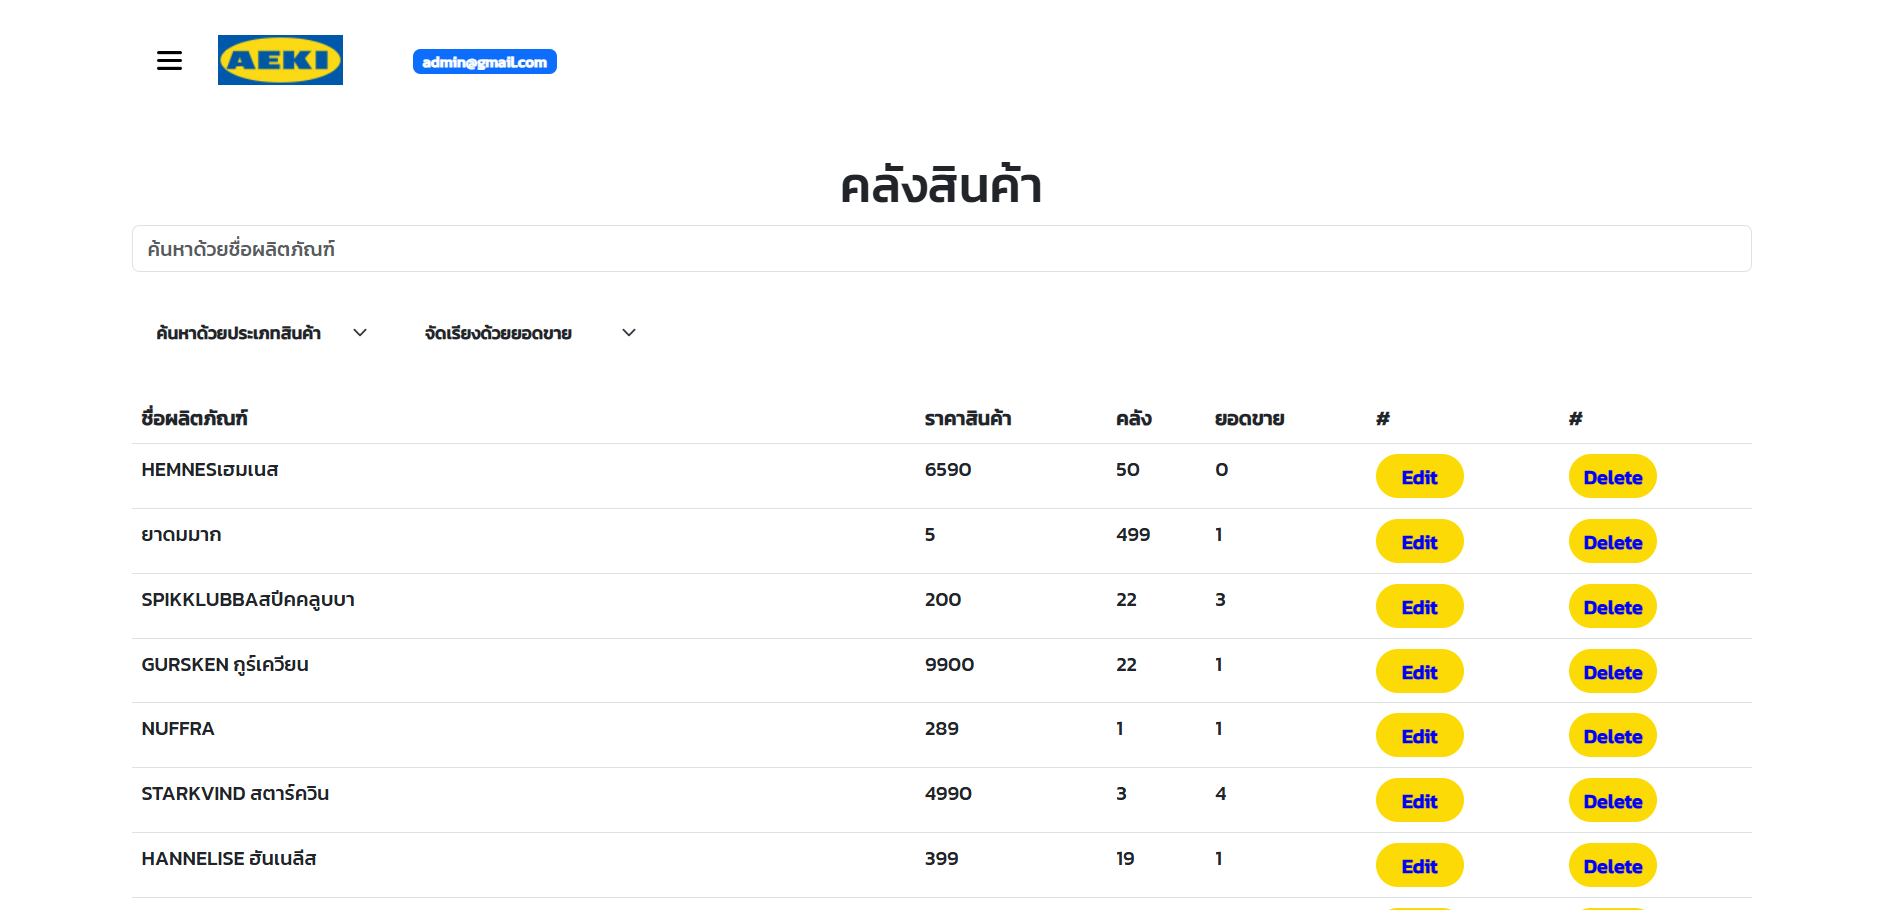 AEKI
admin@gmail.com
คลังสินค้า
ค้นหาด้วยชื่อผลิตภัณฑ์
ค้นหาด้วยประเภทสินค้า จัดเรียงด้วยยอดขาย
ชื่อผลิตภัณฑ์ ราคาสินค้า คลัง ยอดขาย # #
HEMNESเฮมเนส 6590 50 0 Edit Delete
ยาดมมาก 5 499 1 Edit Delete
SPIKKLUBBAสปีคคลูบบา 200 22 3 Edit Delete
GURSKEN กูร์เควียน 9900 22 1 Edit Delete
NUFFRA 289 1 1 Edit Delete
STARKVIND สตาร์ควิน 4990 3 4 Edit Delete
HANNELISE ฮันเนลีส 399 19 1 Edit Delete